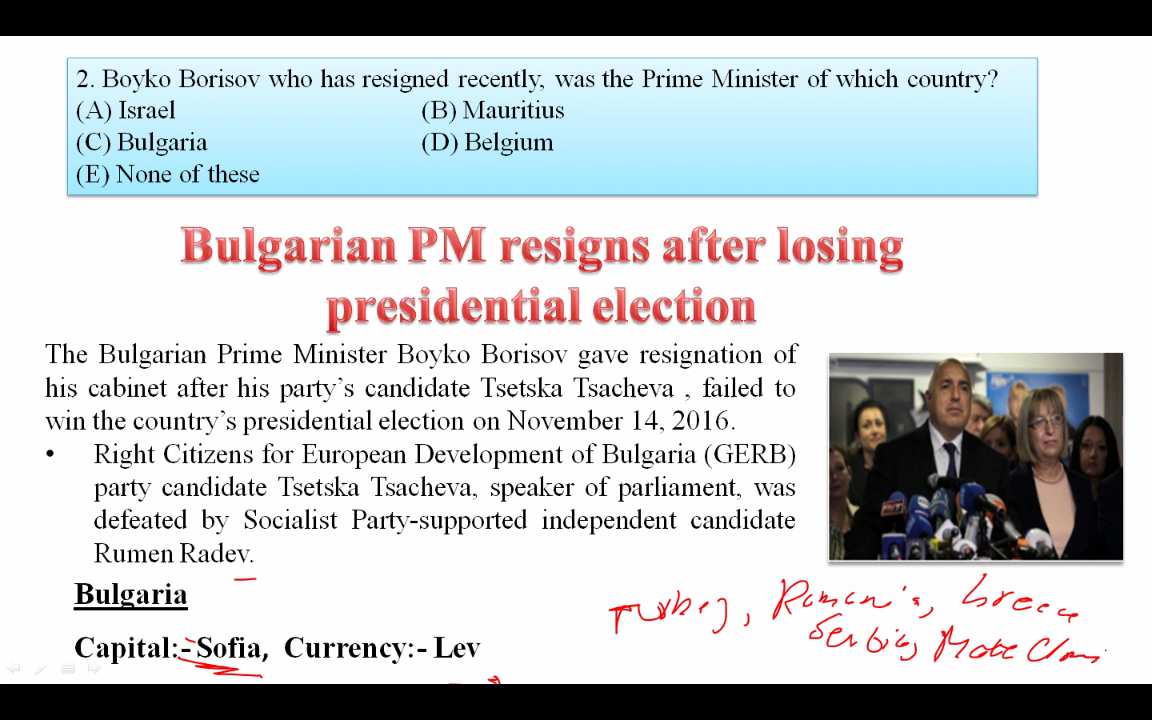 2. Boyko Borisov who has resigned recently, was the Prime Minister of which country?
(A) Israel (B) Mauritius
(C) Bulgaria (D) Belgium
(E) None of these
Bulgarian PM resigns after losing
presidential election
The Bulgarian Prime Minister Boyko Borisov gave resignation of
his cabinet after his party's candidate Tsetska Tsacheva , failed to
win the country's presidential election on November 14, 2016.
• Right Citizens for European Development of Bulgaria (GERB)
party candidate Tsetska Tsacheva, speaker of parliament, was
defeated by Socialist Party-supported independent candidate
Rumen Radev.
Bulgaria
Capital:- Sofia, Currency:- Lev
Turkey, Romania, Greece
Serbia,